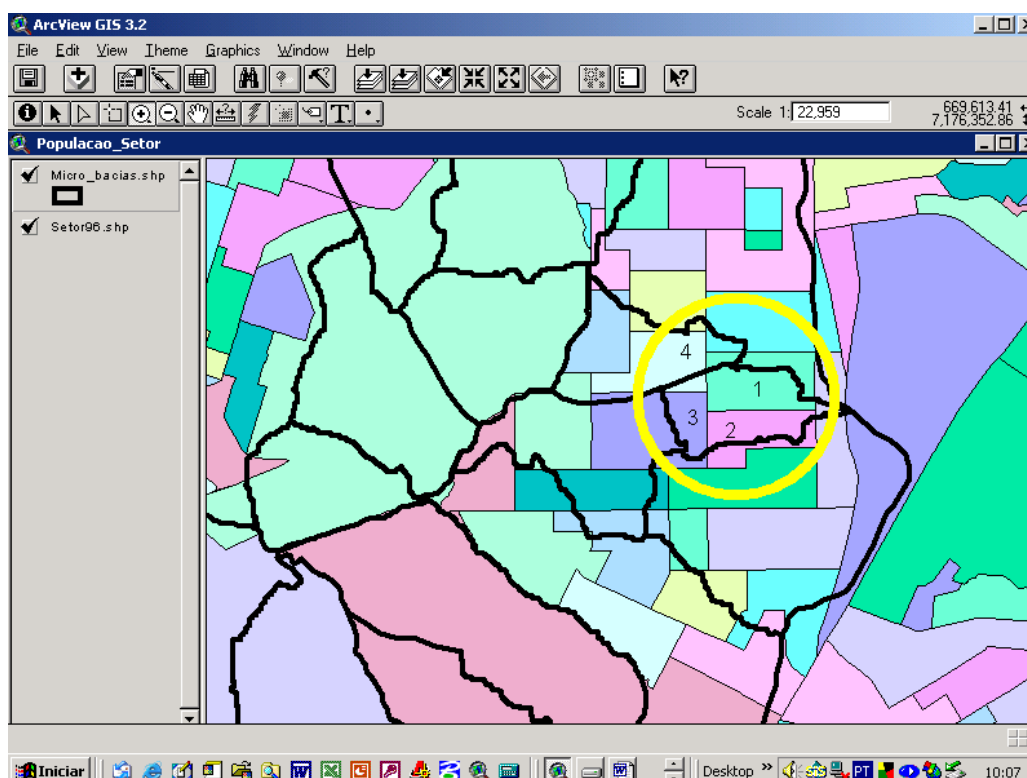 ArcView GIS 3.2
File Edit View Theme Graphics Window Help
Scale 1: 22,959
669,613.41
7,176,352.86
Populacao_Setor
Micro_bacias.shp
Setor96.shp
4
1
3
2
Iniciar
Desktop
PT
10:07